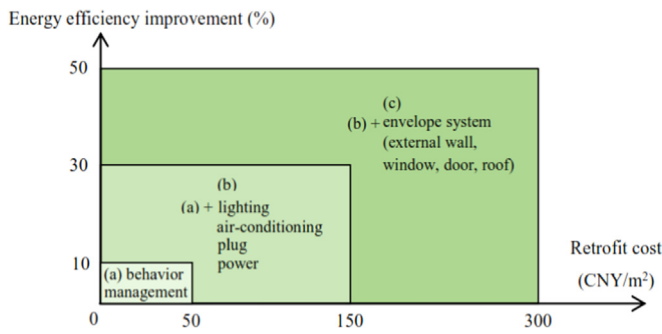 Energy efficiency improvement (%)
50
(c)
(b) + envelope system
(external wall,
window, door, roof)
30
(b)
(a) + lighting
air-conditioning
plug
power
Retrofit cost
(CNY/m²)
10
(a) behavior
management
0
50
150
300